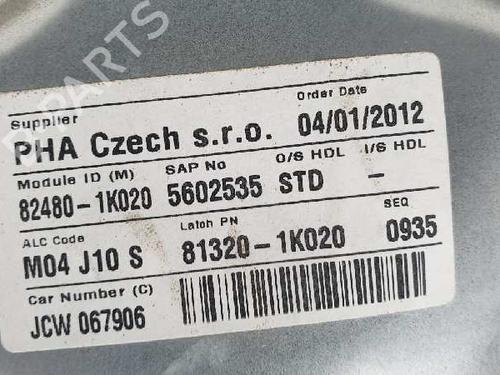 Supplier Order Date
PHA Czech s.r.o. 04/01/2012
Module ID (M) SAP No O/S HDL I/S HDL
82480-1K020 5602535 STD -
ALC Code Latch PN SEQ
M04 J10 S 81320-1K020 0935
Car Number (C)
JCW 067906